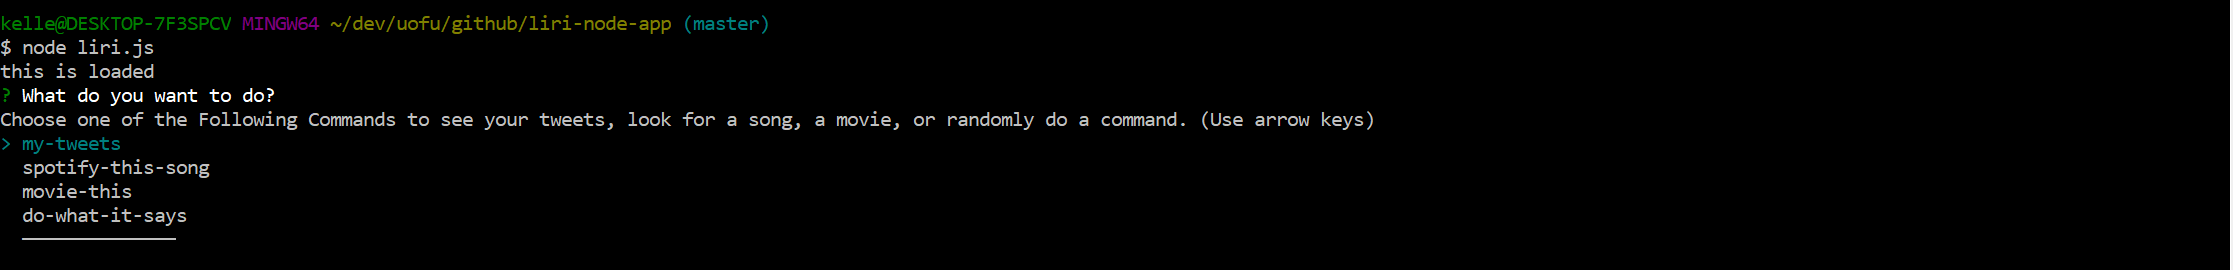 kelle@DESKTOP-7F3SPCV MINGW64 ~/dev/uofu/github/liri-node-app (master)
$ node liri.js
this is loaded
? What do you want to do?
Choose one of the Following Commands to see your tweets, look for a song, a movie, or randomly do a command. (Use arrow keys)
> my-tweets
spotify-this-song
movie-this
do-what-it-says
──────────────